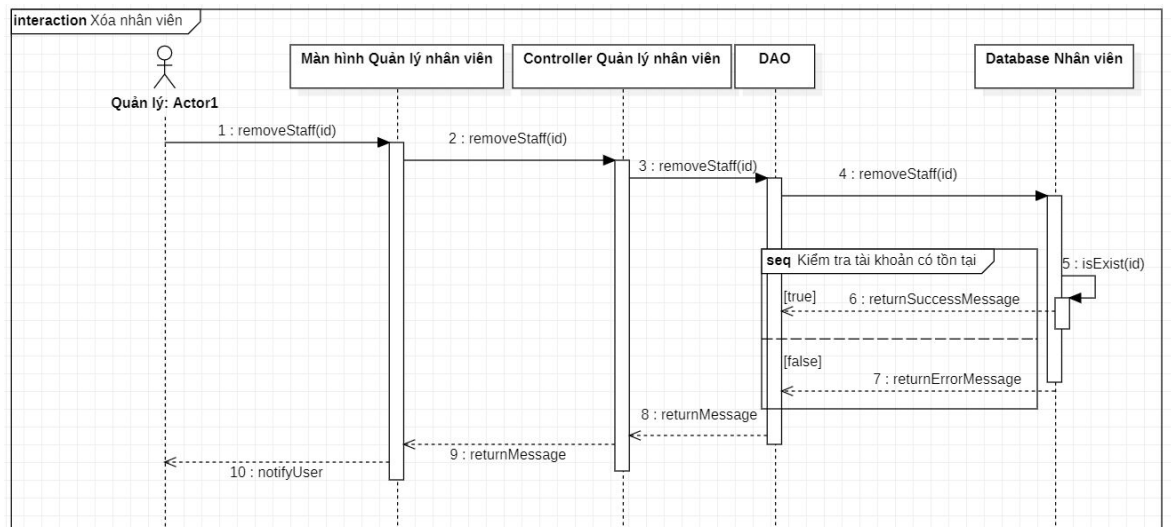 interaction Xóa nhân viên
Màn hình Quản lý nhân viên
Controller Quản lý nhân viên
DAO
Database Nhân viên
Quản lý: Actor1
1 : removeStaff(id)
2 : removeStaff(id)
3 : removeStaff(id)
4 : removeStaff(id)
seq Kiểm tra tài khoản có tồn tại
5 : isExist(id)
[true]
6 : returnSuccessMessage
[false]
7 : returnErrorMessage
8 : returnMessage
9 : returnMessage
10 : notifyUser